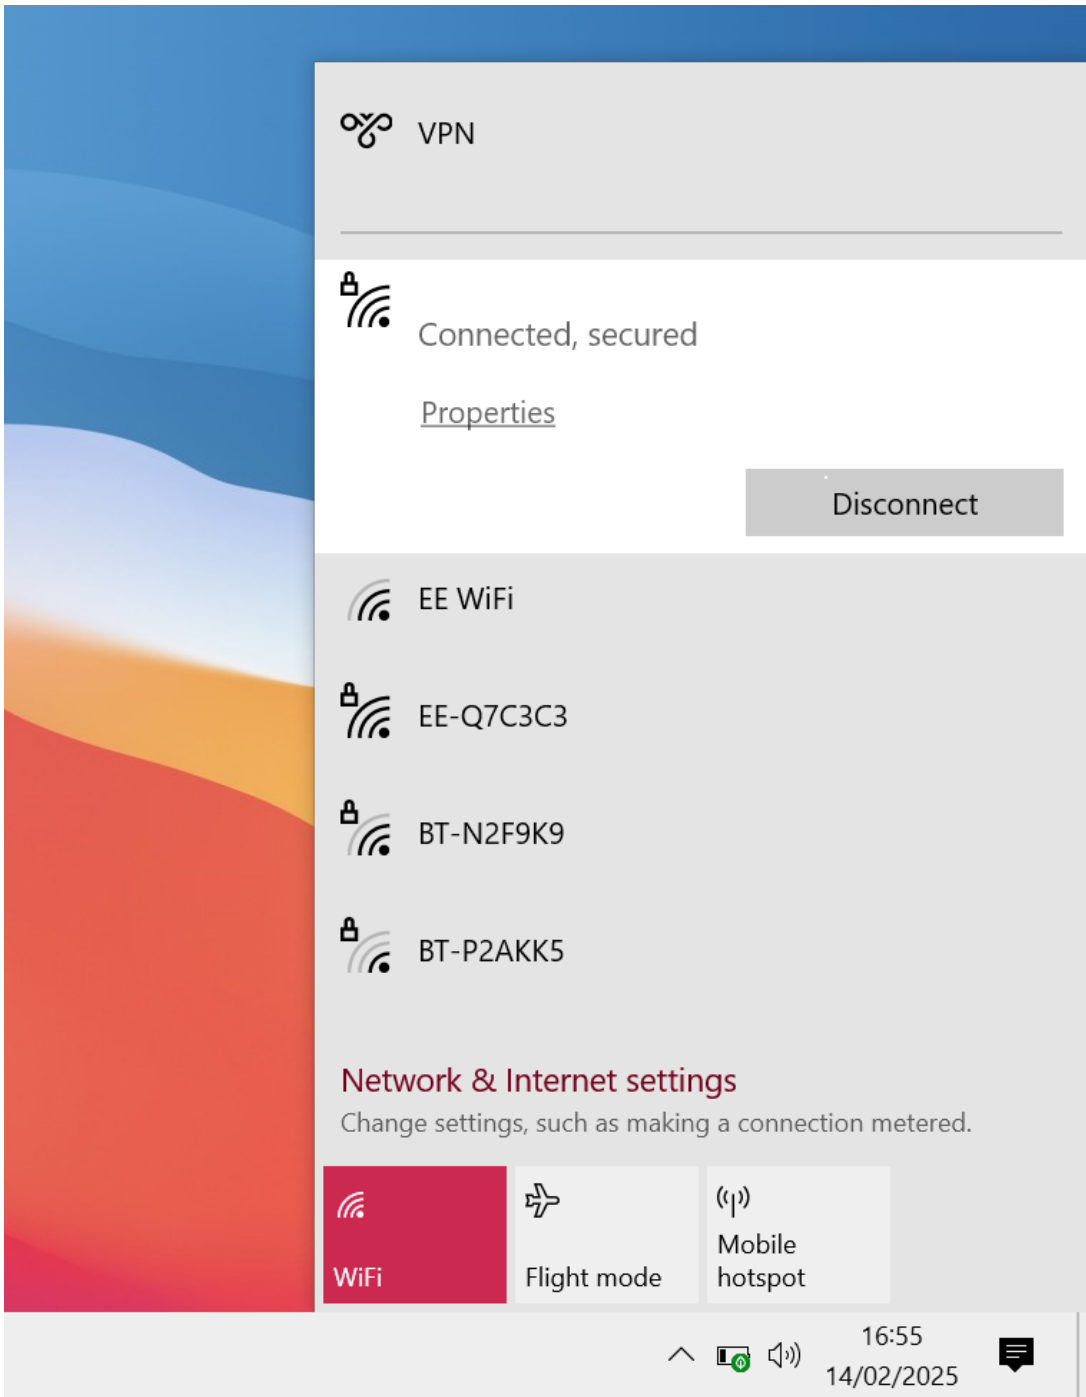 VPN
Connected, secured
Properties
Disconnect
EE WiFi
EE-Q7C3C3
BT-N2F9K9
BT-P2AKK5
Network & Internet settings
Change settings, such as making a connection metered.
WiFi
Flight mode
Mobile
hotspot
16:55
14/02/2025